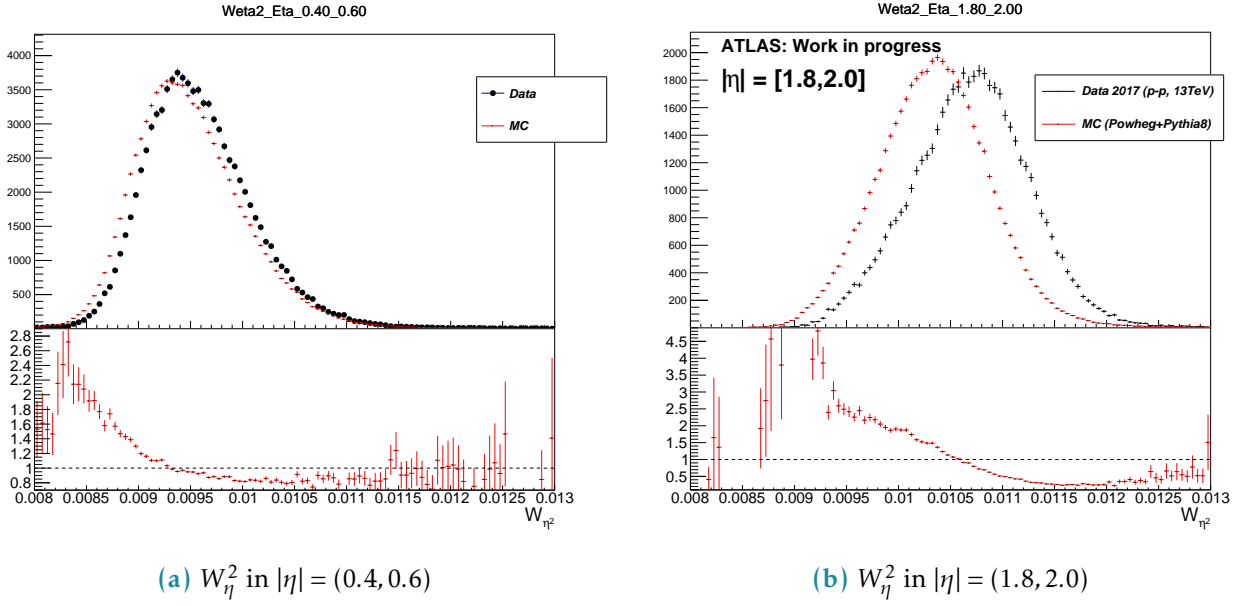 Weta2_Eta_0.40_0.60
4000
3500
3000
2500
2000
1500
1000
500
Data
MC
2.8
2.6
2.4
2.2
2
1.8
1.6
1.4
1.2
1
0.8
0.008 0.0085 0.009 0.0095 0.01 0.0105 0.011 0.0115 0.012 0.0125 0.013
W_{η^2}
(a) W_η^2 in |η| = (0.4, 0.6)
Weta2_Eta_1.80_2.00
ATLAS: Work in progress
|η| = [1.8,2.0]
2000
1800
1600
1400
1200
1000
800
600
400
200
Data 2017 (p-p, 13TeV)
MC (Powheg+Pythia8)
4.5
4
3.5
3
2.5
2
1.5
1
0.5
0.008 0.0085 0.009 0.0095 0.01 0.0105 0.011 0.0115 0.012 0.0125 0.013
W_{η^2}
(b) W_η^2 in |η| = (1.8, 2.0)